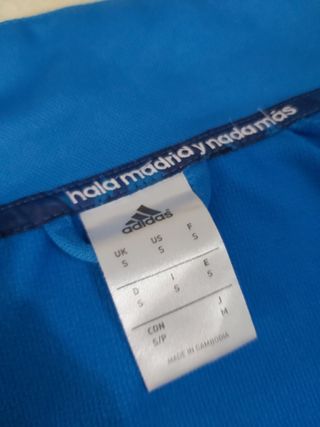 hala madrid y nada más
adidas
UK US F
S S S
D I E
S S S
CDN J
S/P M
MADE IN CAMBODIA